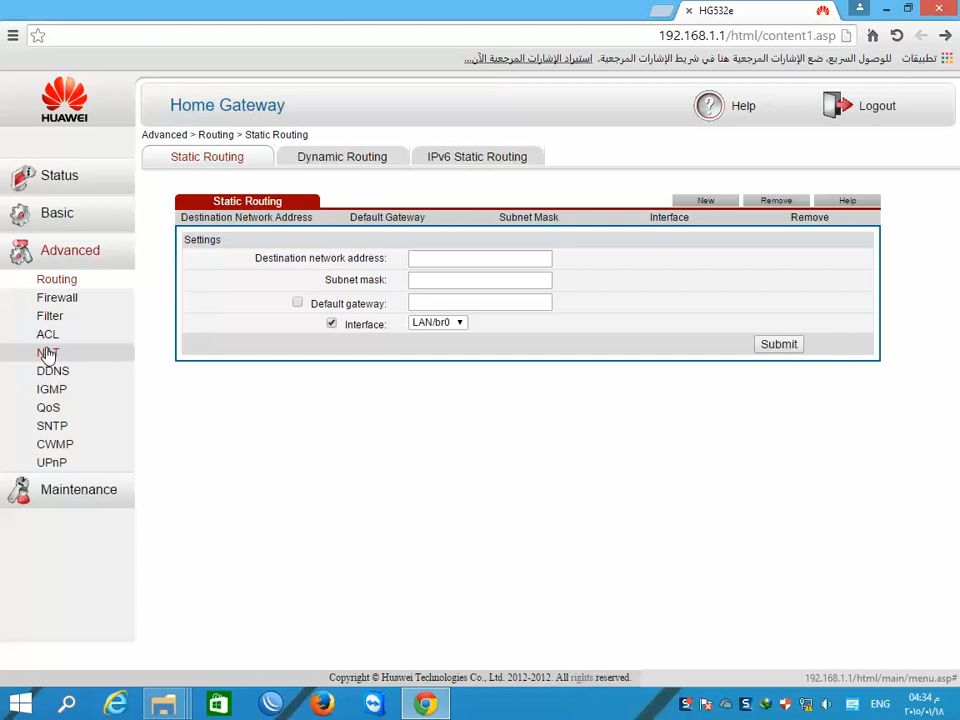 HG532e
192.168.1.1/html/content1.asp
تطبيقات للوصول السريع، ضع الإشارات المرجعية هنا في شريط الإشارات المرجعية. استيراد الإشارات المرجعية الآن....
HUAWEI
Home Gateway
Help
Logout
Advanced > Routing > Static Routing
Static Routing
Dynamic Routing
IPv6 Static Routing
Status
Basic
Advanced
Routing
Firewall
Filter
ACL
DDNS
IGMP
QoS
SNTP
CWMP
UPnP
Maintenance
Static Routing
New
Remove
Help
Destination Network Address Default Gateway Subnet Mask Interface Remove
Settings
Destination network address:
Subnet mask:
Default gateway:
Interface: LAN/br0
Submit
Copyright © Huawei Technologies Co., Ltd. 2012-2012. All rights reserved.
192.168.1.1/html/main/menu.asp#
ENG
04:34 م
٢٠١٥/٠١/١٨